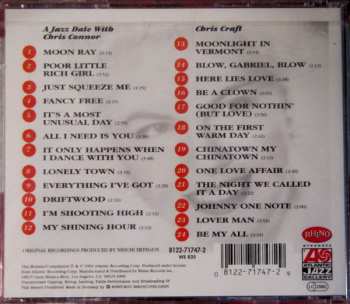 A Jazz Date With
Chris Connor
1 MOON RAY
2 POOR LITTLE
RICH GIRL
3 JUST SQUEEZE ME
4 FANCY FREE
5 IT'S A MOST
UNUSUAL DAY
6 ALL I NEED IS YOU
7 IT ONLY HAPPENS WHEN
I DANCE WITH YOU
8 LONELY TOWN
9 EVERYTHING I'VE GOT
10 DRIFTWOOD
11 I'M SHOOTING HIGH
12 MY SHINING HOUR
Chris Craft
13 MOONLIGHT IN
VERMONT
14 BLOW, GABRIEL, BLOW
15 HERE LIES LOVE
16 BE A CLOWN
17 GOOD FOR NOTHIN'
(BUT LOVE)
18 ON THE FIRST
WARM DAY
19 CHINATOWN MY
CHINATOWN
20 ONE LOVE AFFAIR
21 THE NIGHT WE CALLED
IT A DAY
22 JOHNNY ONE NOTE
23 LOVER MAN
24 BE MY ALL
ORIGINAL RECORDINGS PRODUCED BY NESUHI ERTEGUN
8122-71747-2
WE 835
RHINO
ATLANTIC
JAZZ
GALLERY